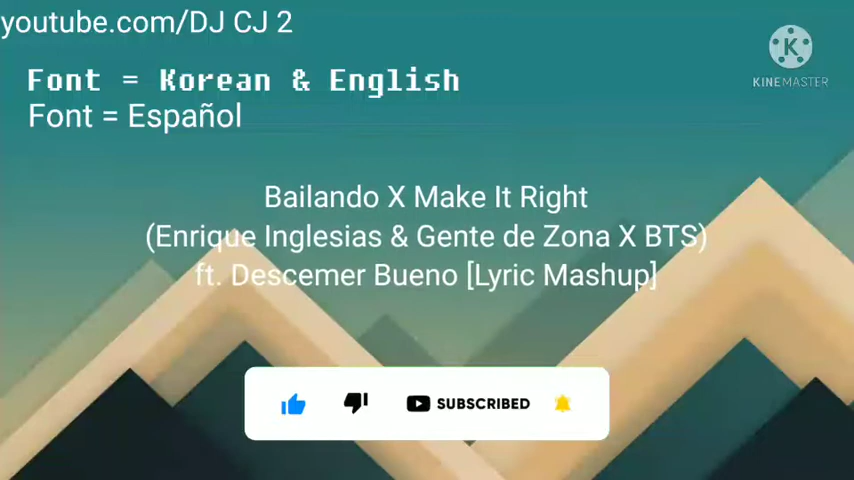 youtube.com/DJ CJ 2
Font = Korean & English
Font = Español
K
KINEMASTER
Bailando X Make It Right
(Enrique Inglesias & Gente de Zona X BTS)
ft. Descemer Bueno [Lyric Mashup]
SUBSCRIBED